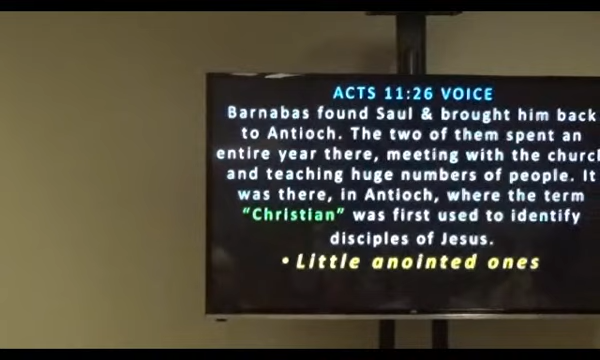 ACTS 11:26 VOICE
Barnabas found Saul & brought him back
to Antioch. The two of them spent an
entire year there, meeting with the church
and teaching huge numbers of people. It
was there, in Antioch, where the term
“Christian” was first used to identify
disciples of Jesus.
• Little anointed ones